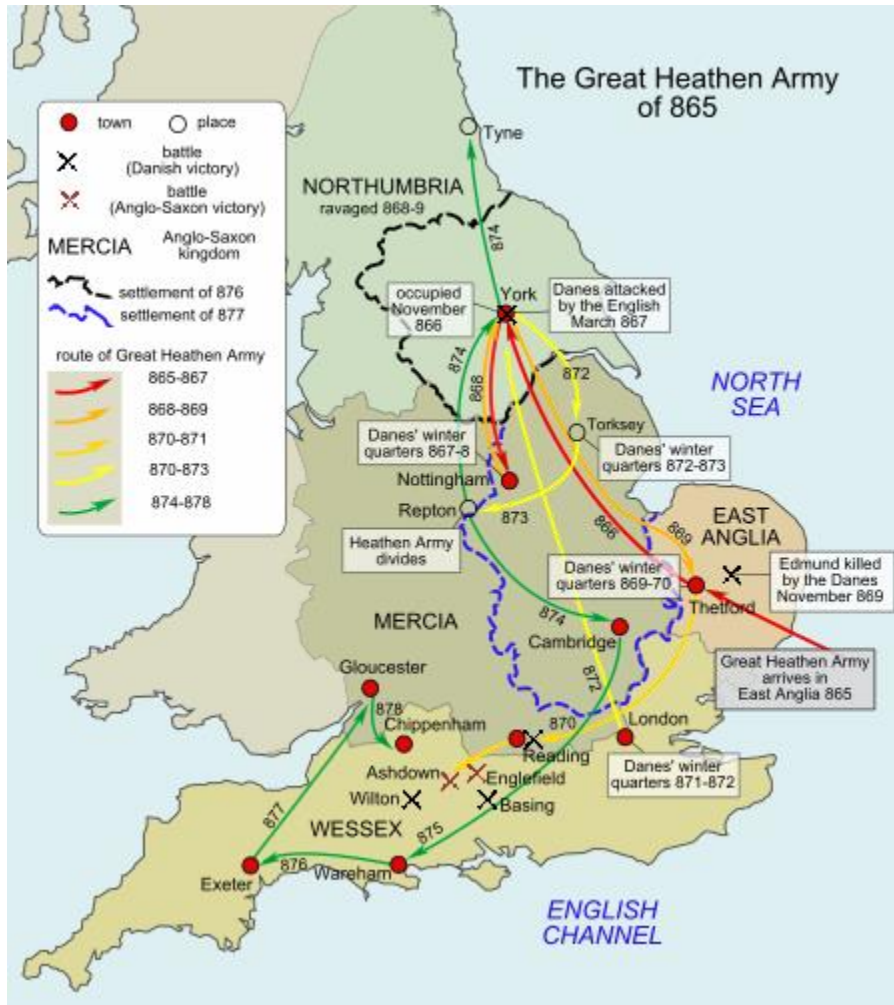 The Great Heathen Army
of 865
town
place
battle
(Danish victory)
battle
(Anglo-Saxon victory)
MERCIA
Anglo-Saxon
kingdom
settlement of 876
settlement of 877
route of Great Heathen Army
865-867
868-869
870-871
870-873
874-878
Tyne
NORTHUMBRIA
ravaged 868-9
874
occupied
November
866
York
Danes attacked
by the English
March 867
874
868
872
NORTH
SEA
Torksey
Danes' winter
quarters 867-8
Danes' winter
quarters 872-873
Nottingham
Repton
873
EAST
ANGLIA
Heathen Army
divides
866
869
Danes' winter
quarters 869-70
Edmund killed
by the Danes
November 869
Thetford
874
MERCIA
Cambridge
Great Heathen Army
arrives in
East Anglia 865
Gloucester
872
878
Chippenham
870
London
Reading
Ashdown
Englefield
Danes' winter
quarters 871-872
Wilton
Basing
877
WESSEX
875
876
Exeter
Wareham
ENGLISH
CHANNEL